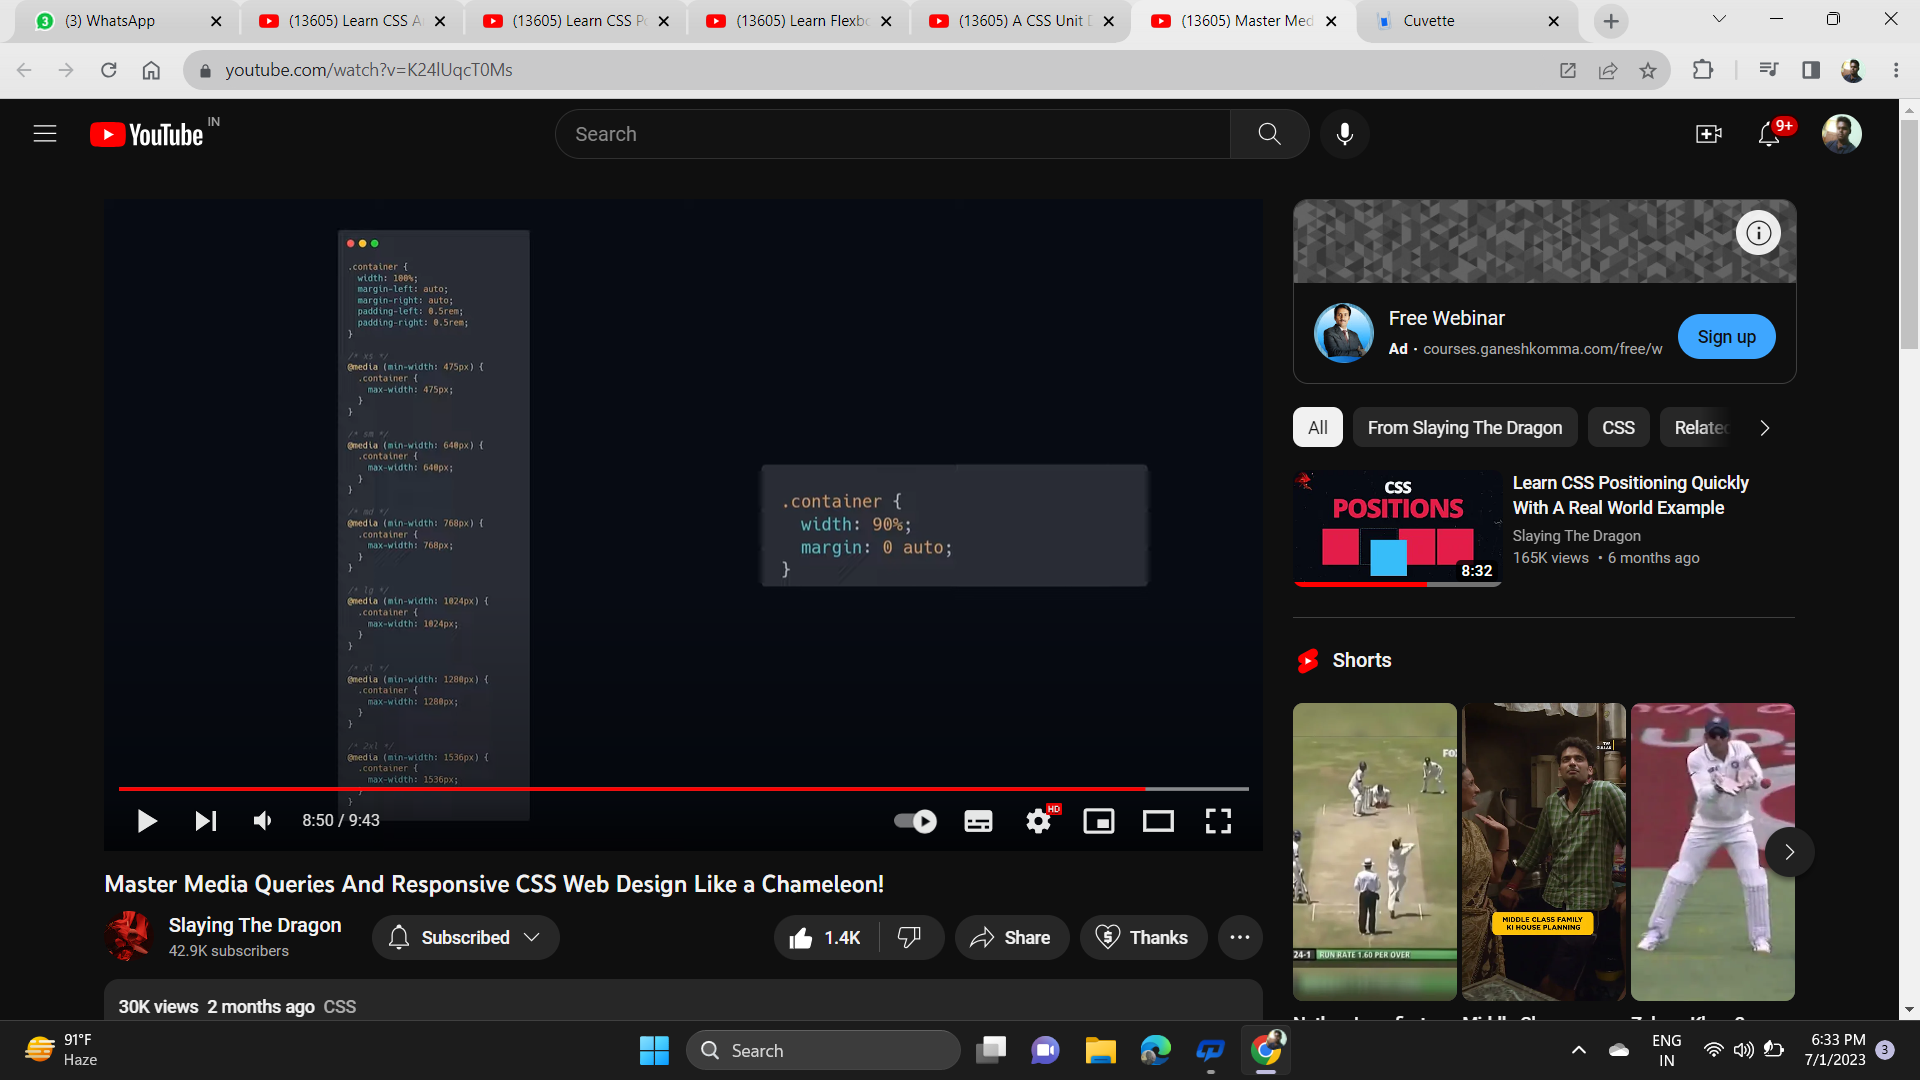 (3) WhatsApp
(13605) Learn CSS A
(13605) Learn CSS P
(13605) Learn Flexb
(13605) A CSS Unit
(13605) Master Med
Cuvette
youtube.com/watch?v=K24lUqcT0Ms
YouTube IN
Search
9+
.container {
width: 100%;
margin-left: auto;
margin-right: auto;
padding-left: 0.5rem;
padding-right: 0.5rem;
}
/* xs */
@media (min-width: 475px) {
.container {
max-width: 475px;
}
}
/* sm */
@media (min-width: 640px) {
.container {
max-width: 640px;
}
}
/* md */
@media (min-width: 768px) {
.container {
max-width: 768px;
}
}
/* lg */
@media (min-width: 1024px) {
.container {
max-width: 1024px;
}
}
/* xl */
@media (min-width: 1280px) {
.container {
max-width: 1280px;
}
}
/* 2xl */
@media (min-width: 1536px) {
.container {
max-width: 1536px;
}
}
.container {
width: 90%;
margin: 0 auto;
}
8:50 / 9:43
HD
Master Media Queries And Responsive CSS Web Design Like a Chameleon!
Slaying The Dragon
42.9K subscribers
Subscribed
1.4K
Share
Thanks
30K views 2 months ago CSS
Free Webinar
Ad · courses.ganeshkomma.com/free/w
Sign up
All
From Slaying The Dragon
CSS
Related
CSS
POSITIONS
8:32
Learn CSS Positioning Quickly
With A Real World Example
Slaying The Dragon
165K views • 6 months ago
Shorts
FO
24-1 RUN RATE 1.60 PER OVER
MIDDLE CLASS FAMILY
KI HOUSE PLANNING
91°F
Haze
Search
ENG
IN
6:33 PM
7/1/2023
3